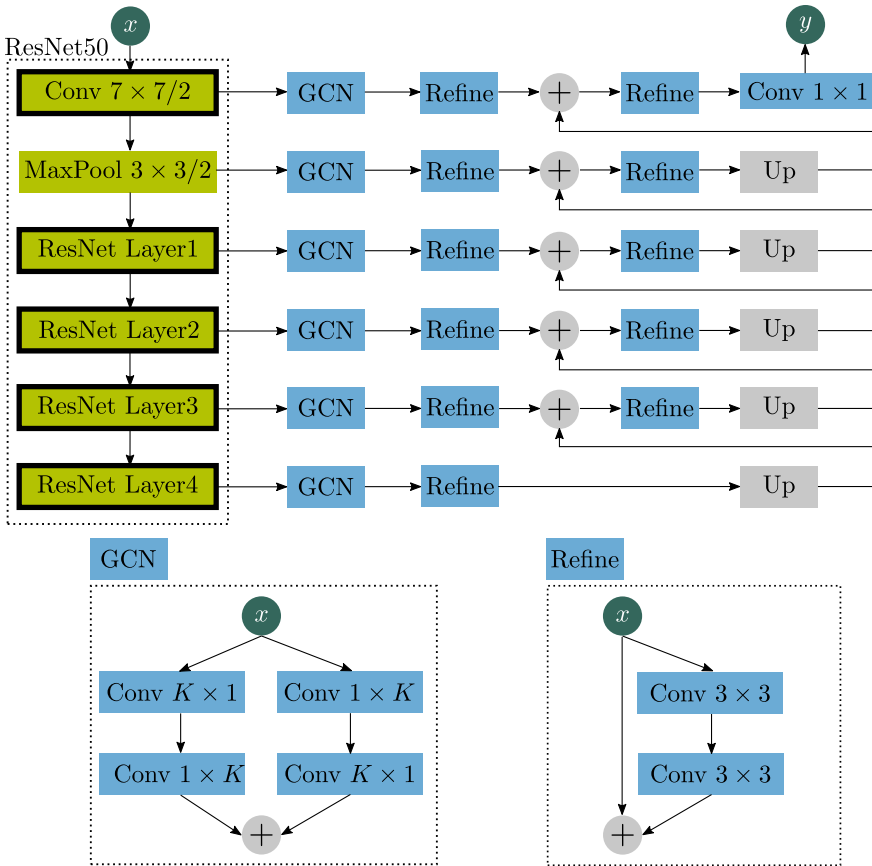 x
y
ResNet50
Conv 7 × 7/2 GCN Refine + Refine Conv 1 × 1
MaxPool 3 × 3/2 GCN Refine + Refine Up
ResNet Layer1 GCN Refine + Refine Up
ResNet Layer2 GCN Refine + Refine Up
ResNet Layer3 GCN Refine + Refine Up
ResNet Layer4 GCN Refine Up
GCN
x
Conv K × 1 Conv 1 × K
Conv 1 × K Conv K × 1
+
Refine
x
Conv 3 × 3
Conv 3 × 3
+